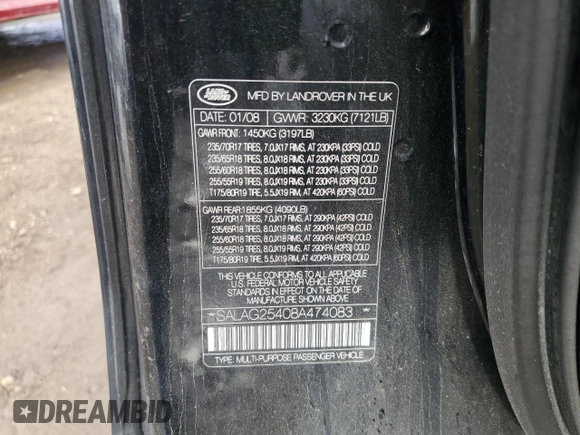 LAND ROVER
MFD BY LANDROVER IN THE UK
DATE: 01/08 GVWR: 3230KG (7121LB)
GAWR FRONT: 1450KG (3197LB)
235/70R17 TIRES, 7.0JX17 RIMS, AT 230KPA (33PSI) COLD
235/65R18 TIRES, 8.0JX18 RIMS, AT 230KPA (33PSI) COLD
255/60R18 TIRES, 8.0JX18 RIMS, AT 230KPA (33PSI) COLD
255/55R19 TIRES, 8.0JX19 RIMS, AT 230KPA (33PSI) COLD
T175/80R19 TIRE, 5.5JX19 RIM, AT 420KPA (60PSI) COLD
GAWR REAR: 1855KG (4090LB)
235/70R17 TIRES, 7.0JX17 RIMS, AT 290KPA (42PSI) COLD
235/65R18 TIRES, 8.0JX18 RIMS, AT 290KPA (42PSI) COLD
255/60R18 TIRES, 8.0JX18 RIMS, AT 290KPA (42PSI) COLD
255/55R19 TIRES, 8.0JX19 RIMS, AT 290KPA (42PSI) COLD
T175/80R19 TIRE, 5.5JX19 RIM, AT 420KPA (60PSI) COLD
THIS VEHICLE CONFORMS TO ALL APPLICABLE
U.S. FEDERAL MOTOR VEHICLE SAFETY
STANDARDS IN EFFECT ON THE DATE OF
MANUFACTURE SHOWN ABOVE
*SALAG25408A474083 *
TYPE: MULTI-PURPOSE PASSENGER VEHICLE
DREAMBID